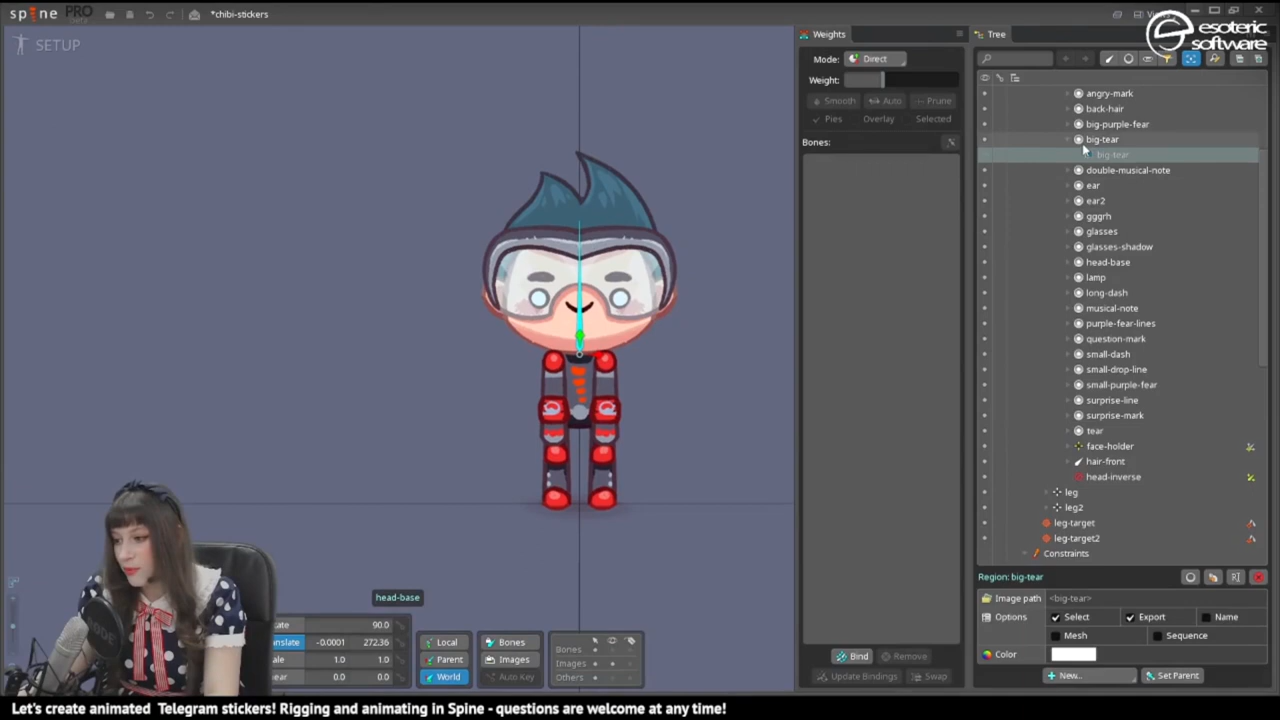 spine PRO
*chibi-stickers
Views
esoteric
software
SETUP
Weights
Mode:
Direct
Weight:
Smooth
Auto
Prune
Pies
Overlay
Selected
Bones:
Bind
Remove
Update Bindings
Swap
Tree
angry-mark
back-hair
big-purple-fear
big-tear
big-tear
double-musical-note
ear
ear2
gggrh
glasses
glasses-shadow
head-base
lamp
long-dash
musical-note
purple-fear-lines
question-mark
small-dash
small-drop-line
small-purple-fear
surprise-line
surprise-mark
tear
face-holder
hair-front
head-inverse
leg
leg2
leg-target
leg-target2
Constraints
Region: big-tear
Image path
<big-tear>
Options
Select
Export
Name
Mesh
Sequence
Color
New...
Set Parent
head-base
90.0
-0.0001
272.36
1.0
1.0
0.0
0.0
Local
Parent
World
Bones
Images
Auto Key
Bones
Images
Others
Let's create animated Telegram stickers! Rigging and animating in Spine - questions are welcome at any time!